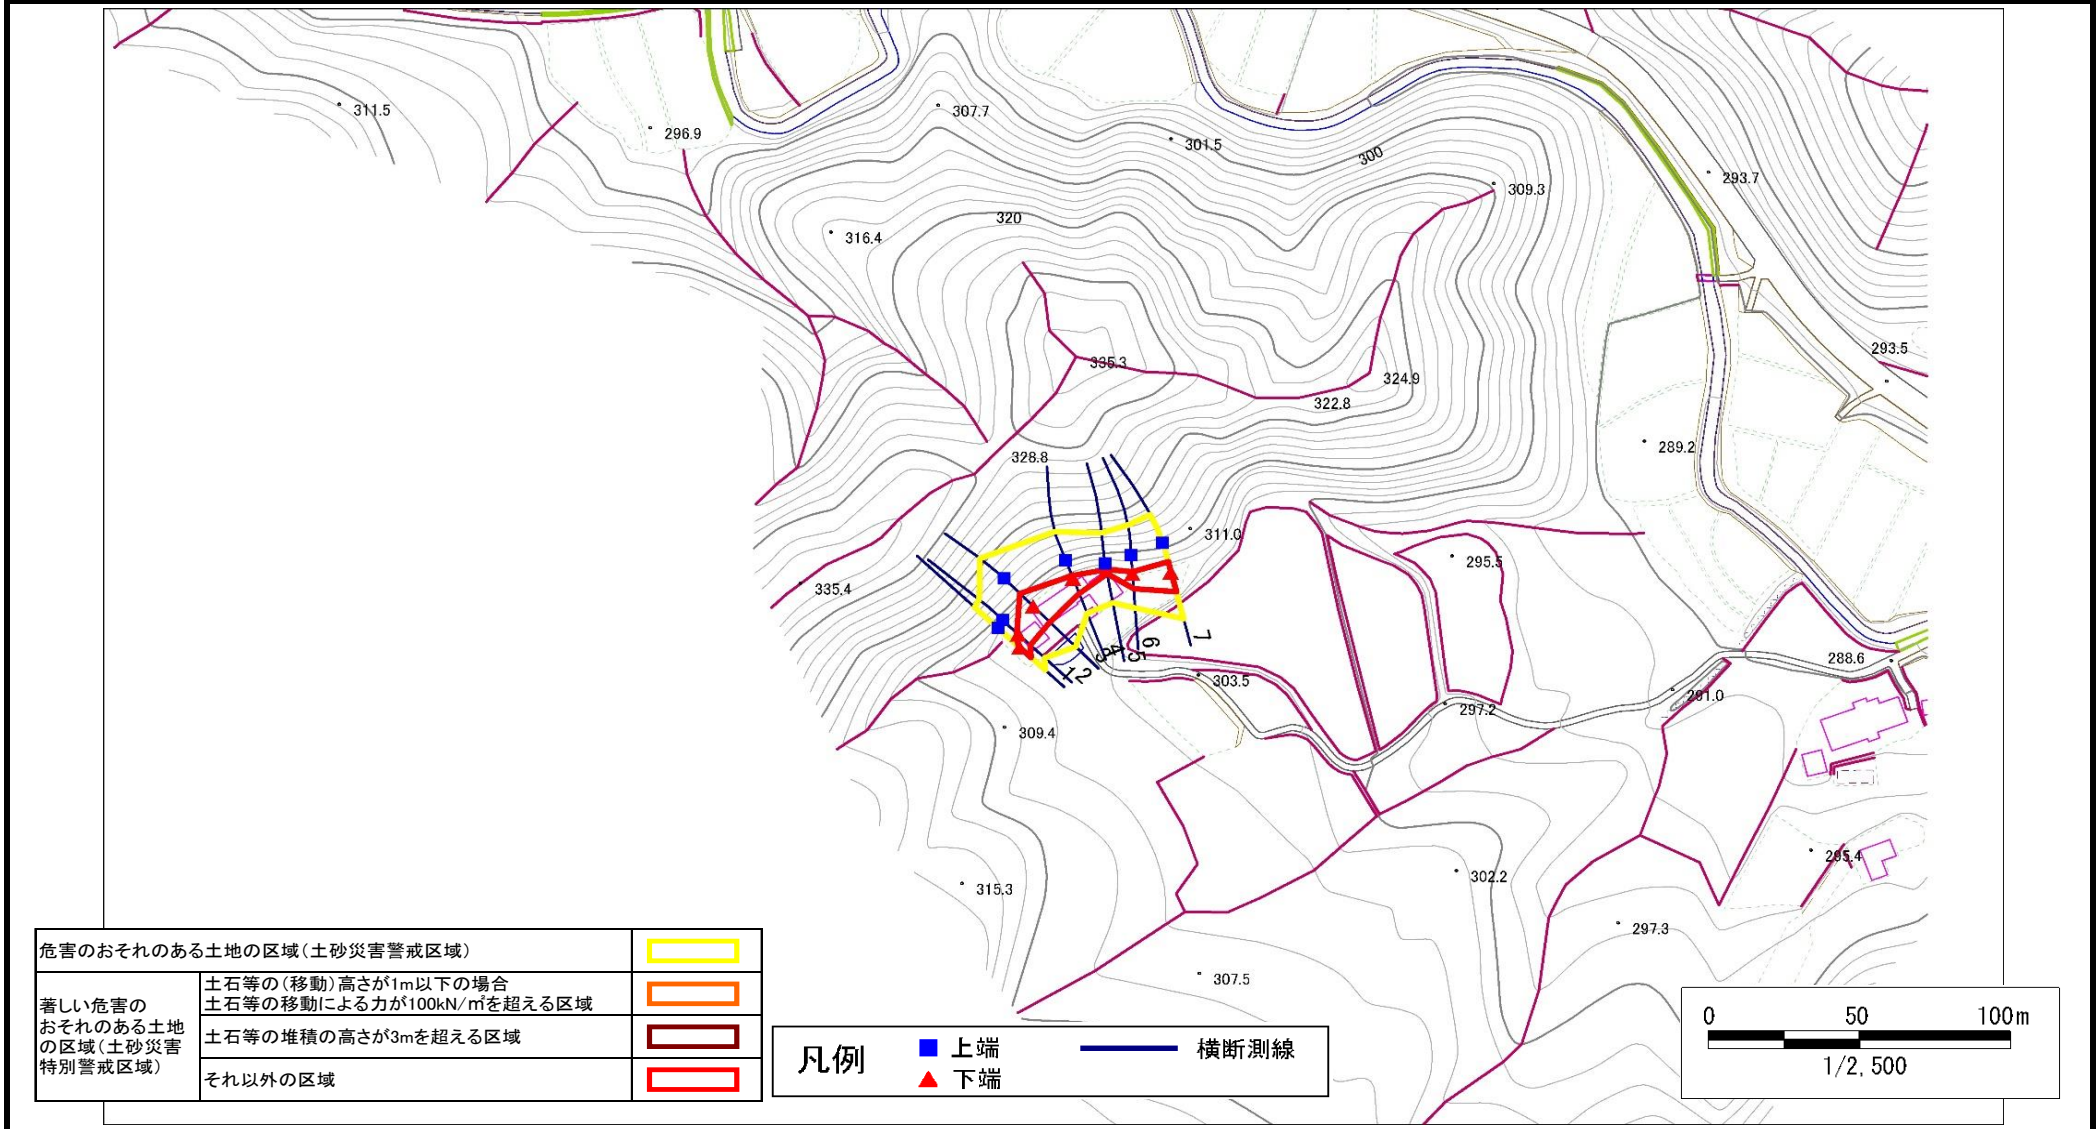 311.5
296.9
307.7
301.5
300
309.3
293.7
320
316.4
335.3
324.9
322.8
293.5
289.2
328.8
311.0
295.5
335.4
7
6
5
4
3
2
1
303.5
309.4
297.2
291.0
288.6
295.4
302.2
315.3
297.3
307.5
危害のおそれのある土地の区域(土砂災害警戒区域)
著しい危害の
おそれのある土地
の区域(土砂災害
特別警戒区域)
土石等の(移動)高さが1m以下の場合
土石等の移動による力が100kN/㎡を超える区域
土石等の堆積の高さが3mを超える区域
それ以外の区域
凡例
上端
下端
横断測線
0 50 100m
1/2,500